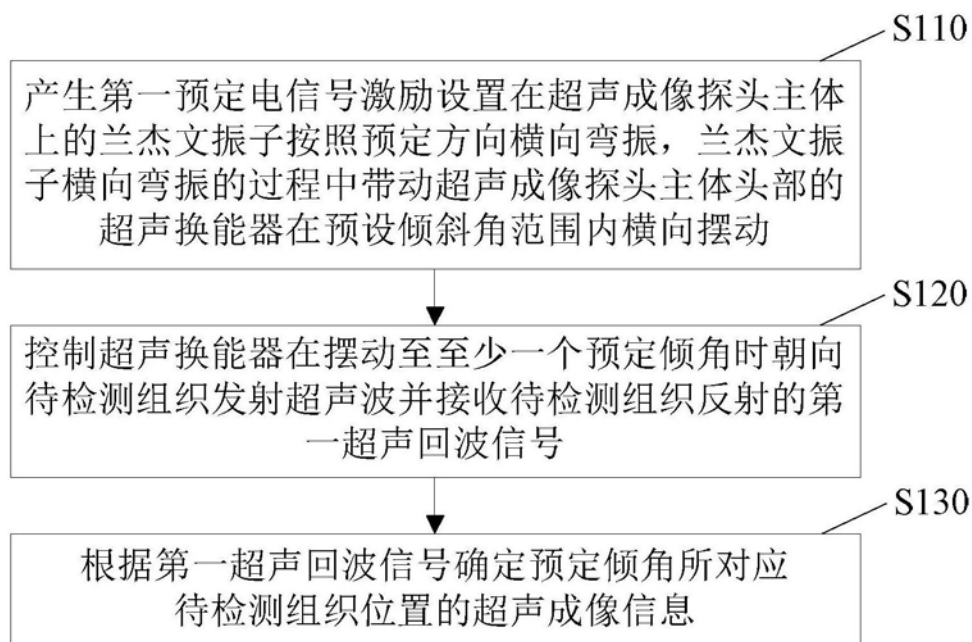 S110
产生第一预定电信号激励设置在超声成像探头主体
上的兰杰文振子按照预定方向横向弯振，兰杰文振
子横向弯振的过程中带动超声成像探头主体头部的
超声换能器在预设倾斜角范围内横向摆动
S120
控制超声换能器在摆动至至少一个预定倾角时朝向
待检测组织发射超声波并接收待检测组织反射的第
一超声回波信号
S130
根据第一超声回波信号确定预定倾角所对应
待检测组织位置的超声成像信息